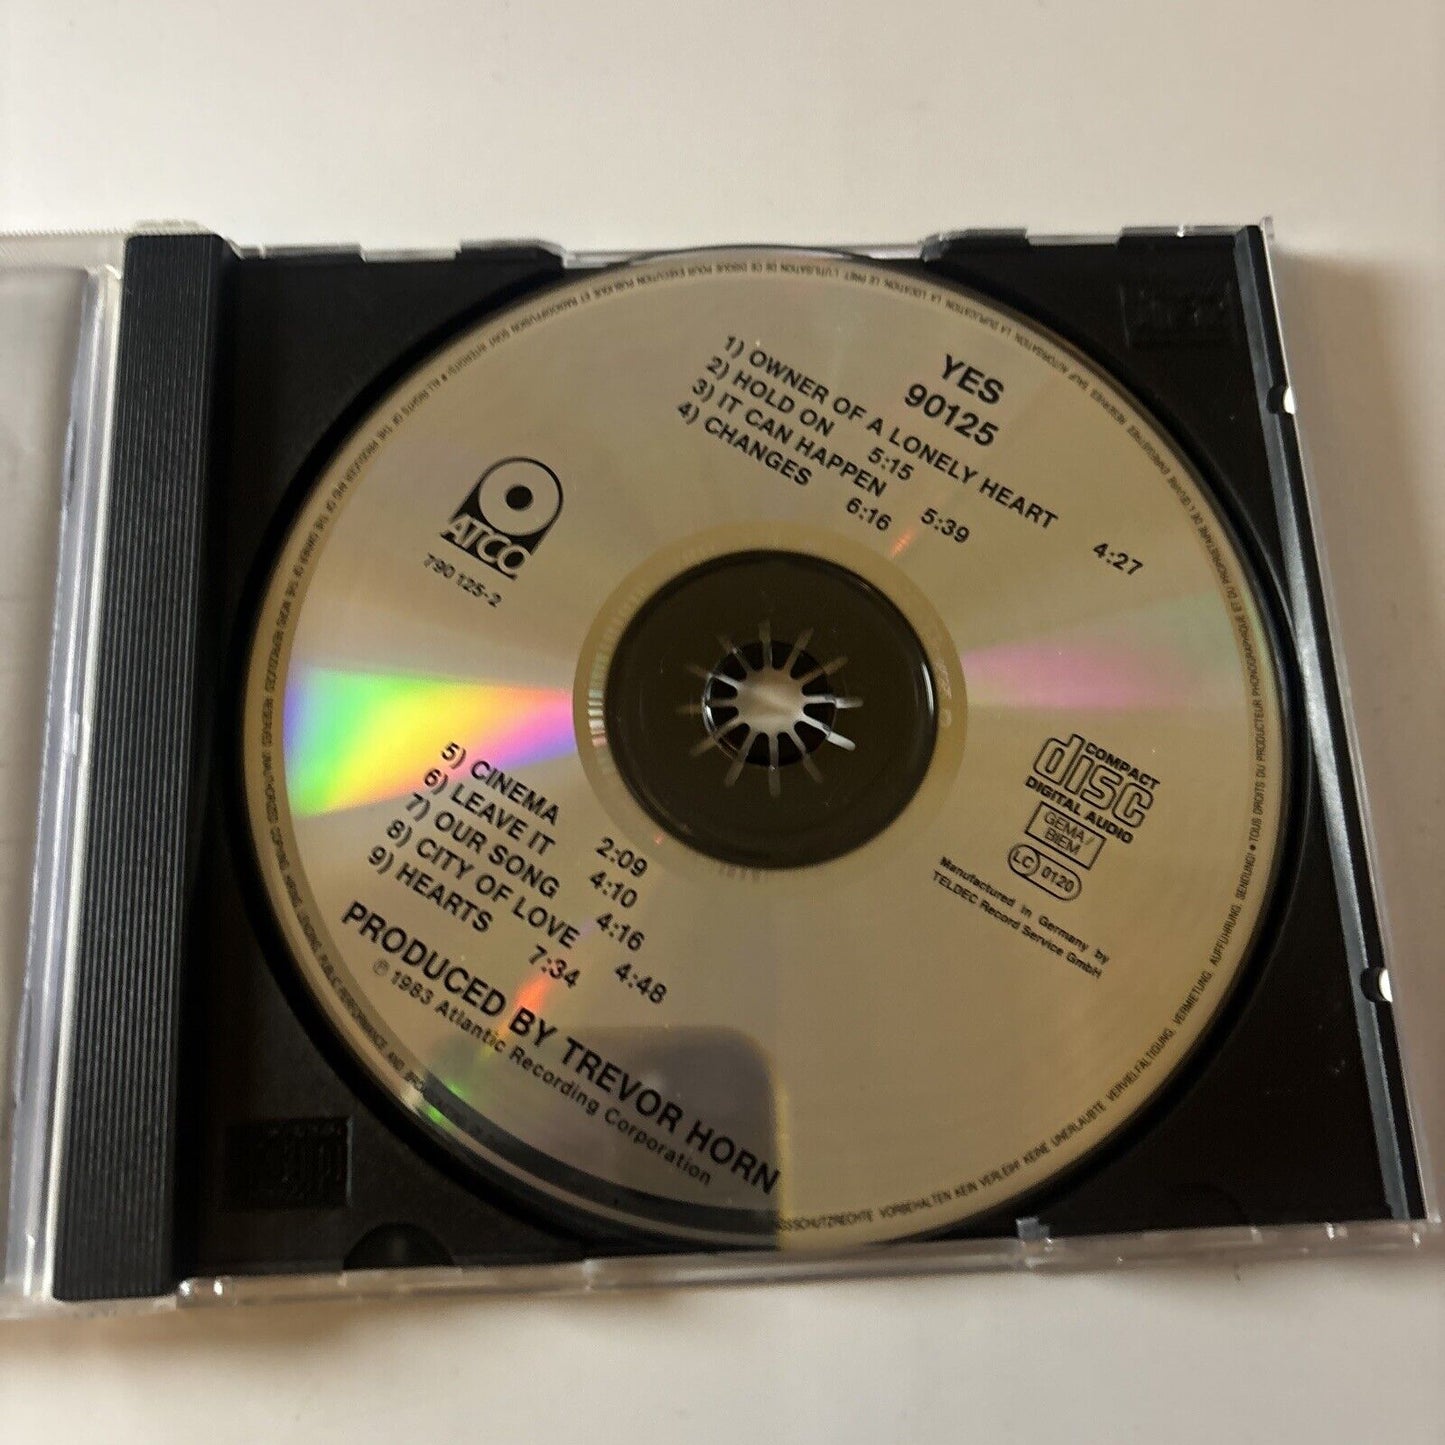 YES
90125
1) OWNER OF A LONELY HEART 4:27
2) HOLD ON 5:15
3) IT CAN HAPPEN 5:39
4) CHANGES 6:16
ATCO
790 125-2
COMPACT
disc
DIGITAL AUDIO
GEMA/
BIEM
LC 0120
Manufactured in Germany by
TELDEC Record Service GmbH
5) CINEMA 2:09
6) LEAVE IT 4:10
7) OUR SONG 4:16
8) CITY OF LOVE 4:48
9) HEARTS 7:34
PRODUCED BY TREVOR HORN
℗ 1983 Atlantic Recording Corporation